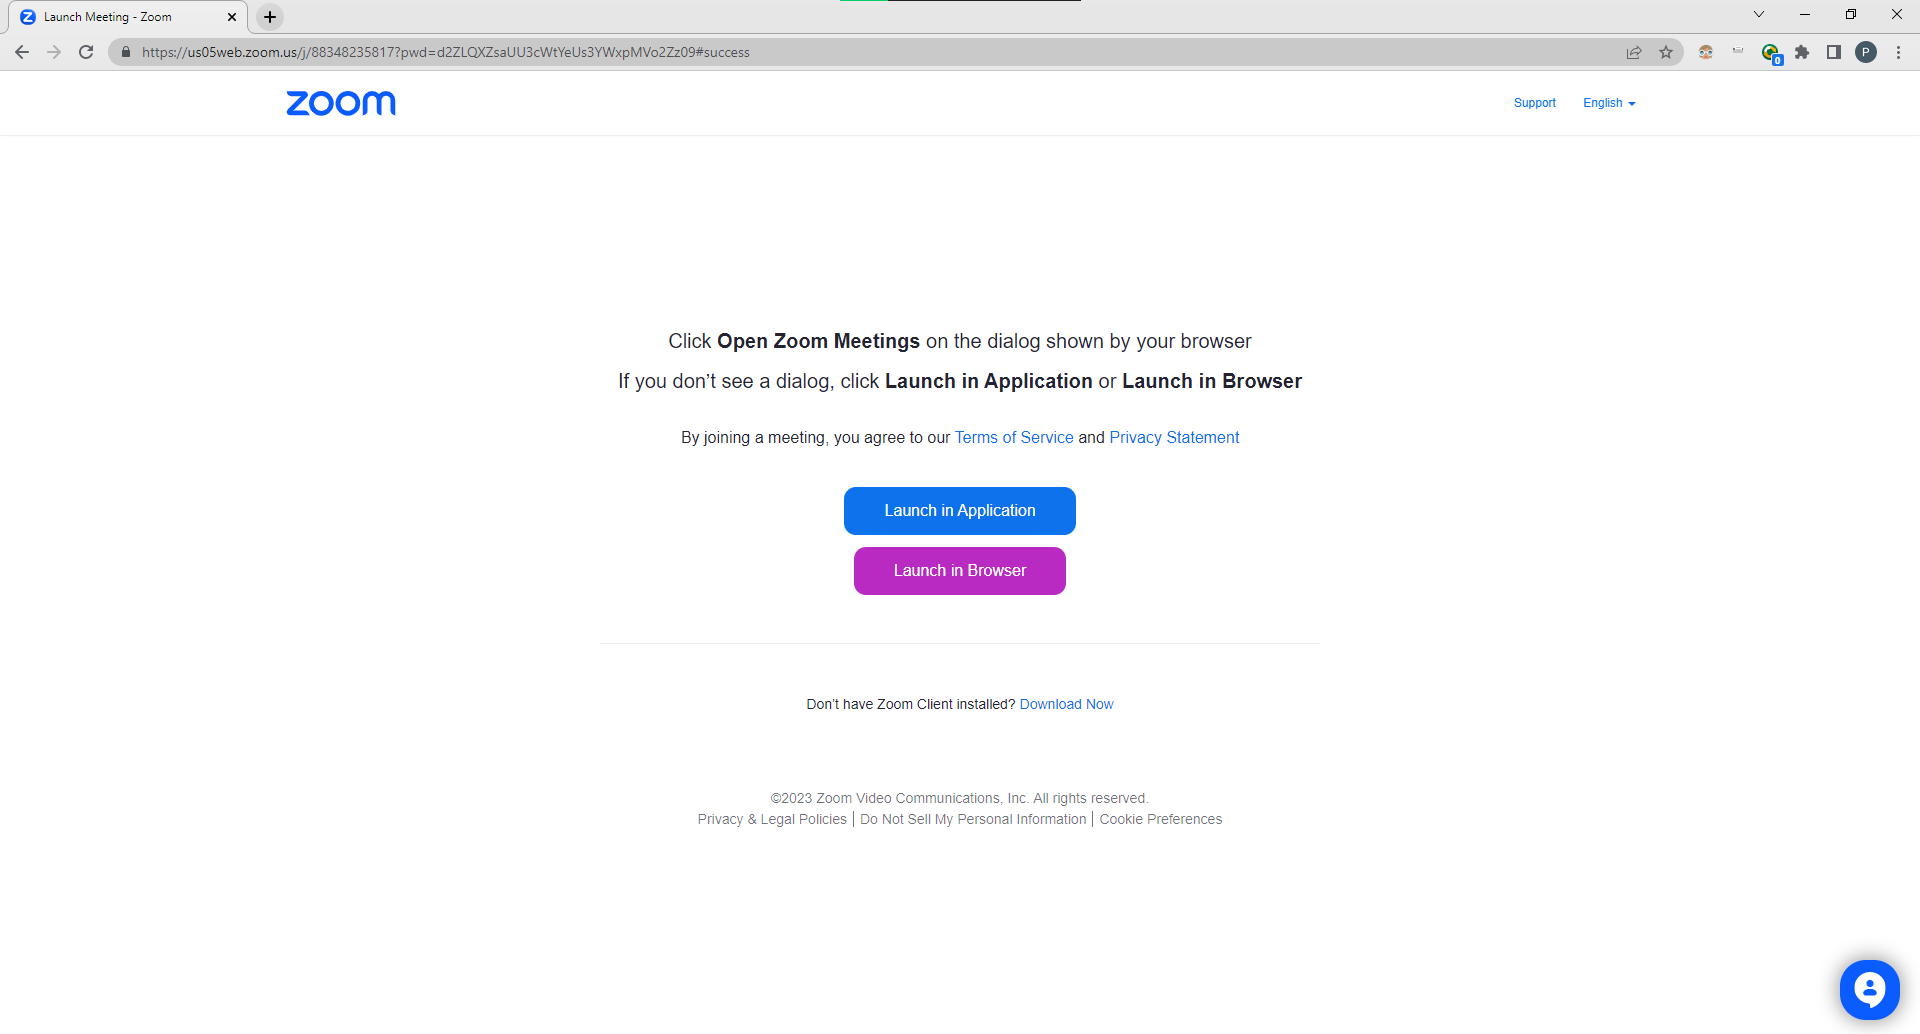 Launch Meeting - Zoom
https://us05web.zoom.us/j/88348235817?pwd=d2ZLQXZsaUU3cWtYeUs3YWxpMVo2Zz09#success
0
P
zoom
Support
English
Click Open Zoom Meetings on the dialog shown by your browser
If you don’t see a dialog, click Launch in Application or Launch in Browser
By joining a meeting, you agree to our Terms of Service and Privacy Statement
Launch in Application
Launch in Browser
Don’t have Zoom Client installed? Download Now
©2023 Zoom Video Communications, Inc. All rights reserved.
Privacy & Legal Policies | Do Not Sell My Personal Information | Cookie Preferences